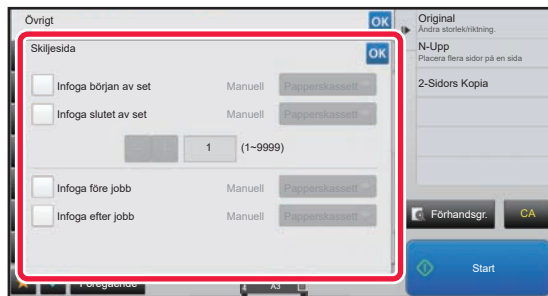 Övrigt
OK
Skiljesida
OK
Infoga början av set Manuell Papperskassett
Infoga slutet av set Manuell Papperskassett
1 (1~9999)
Infoga före jobb Manuell Papperskassett
Infoga efter jobb Manuell Papperskassett
Föregående
A3
Original
Ändra storlek/riktning.
N-Upp
Placera flera sidor på en sida
2-Sidors Kopia
Förhandsgr.
CA
Start